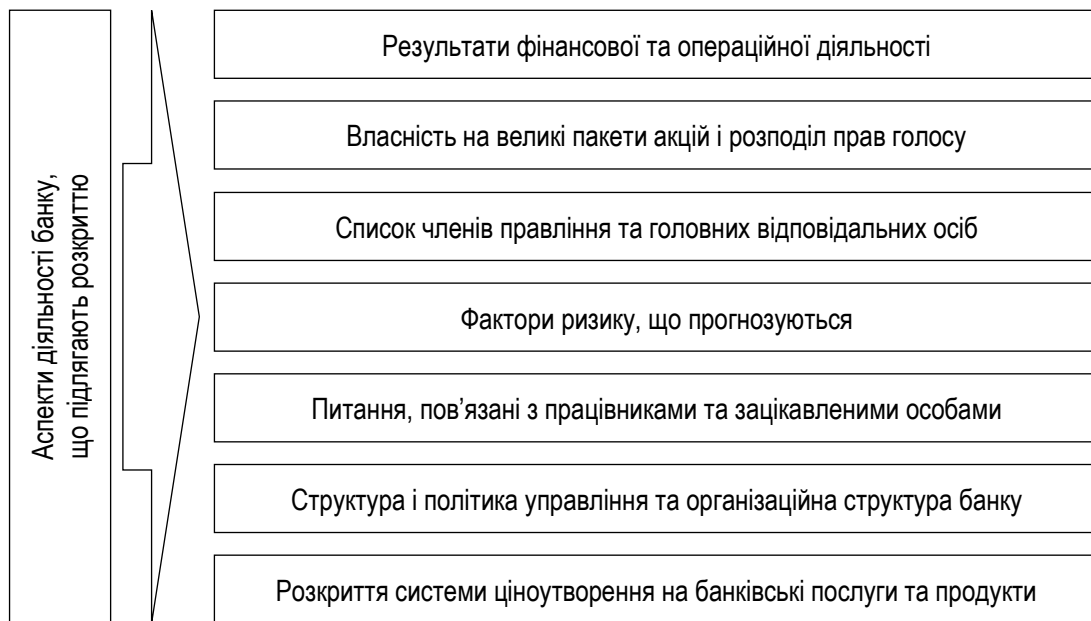 Аспекти діяльності банку,
що підлягають розкриттю
Результати фінансової та операційної діяльності
Власність на великі пакети акцій і розподіл прав голосу
Список членів правління та головних відповідальних осіб
Фактори ризику, що прогнозуються
Питання, пов’язані з працівниками та зацікавленими особами
Структура і політика управління та організаційна структура банку
Розкриття системи ціноутворення на банківські послуги та продукти